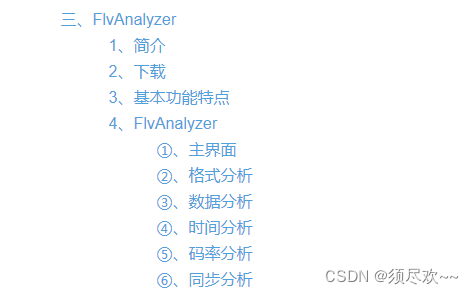 三、FlvAnalyzer
1、简介
2、下载
3、基本功能特点
4、FlvAnalyzer
①、主界面
②、格式分析
③、数据分析
④、时间分析
⑤、码率分析
⑥、同步分析
CSDN @须尽欢~~